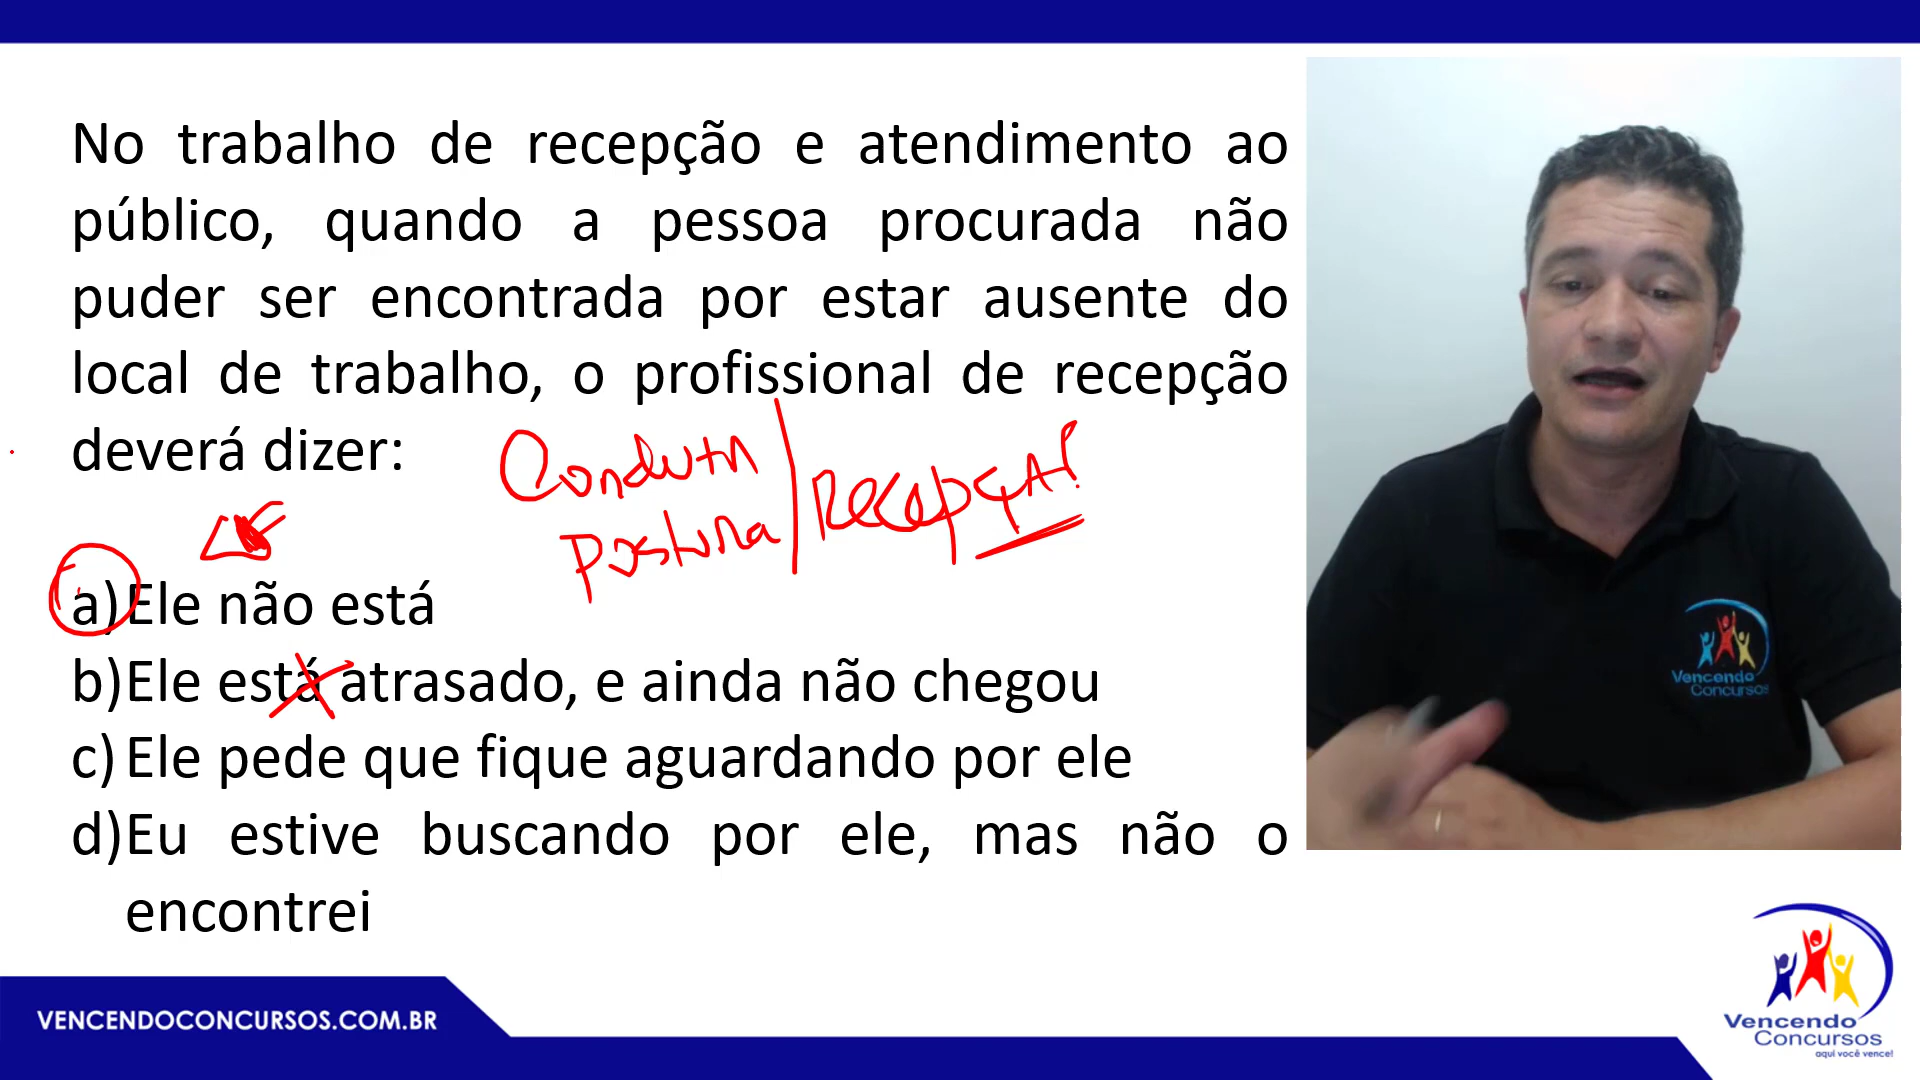 No trabalho de recepção e atendimento ao
público, quando a pessoa procurada não
puder ser encontrada por estar ausente do
local de trabalho, o profissional de recepção
deverá dizer:
Conduta
Postura
Recepção
a) Ele não está
b) Ele está atrasado, e ainda não chegou
c) Ele pede que fique aguardando por ele
d) Eu estive buscando por ele, mas não o
encontrei
Vencendo
Concursos
VENCENDOCONCURSOS.COM.BR
Vencendo
Concursos
aqui você vence!